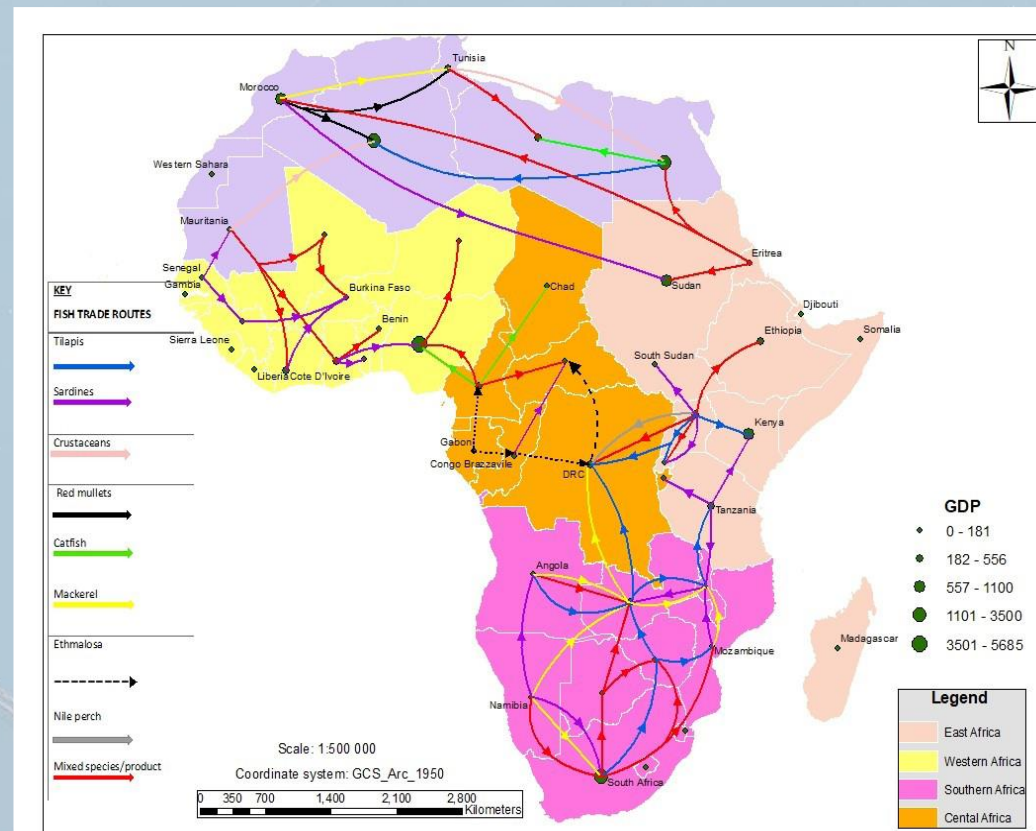 N
Tunisia
Morocco
Western Sahara
Mauritania
Eritrea
Senegal
Gambia
Sudan
Burkina Faso
Chad
Djibouti
Benin
Ethiopia
Somalia
Sierra Leone
South Sudan
Liberia
Cote D'Ivoire
Kenya
Gabon
Congo Brazzavile
DRC
Tanzania
Angola
Mozambique
Madagascar
Namibia
South Africa
KEY
FISH TRADE ROUTES
Tilapis
Sardines
Crustaceans
Red mullets
Catfish
Mackerel
Ethmalosa
Nile perch
Mixed species/product
Scale: 1:500 000
Coordinate system: GCS_Arc_1950
0 350 700 1,400 2,100 2,800
Kilometers
GDP
0 - 181
182 - 556
557 - 1100
1101 - 3500
3501 - 5685
Legend
East Africa
Western Africa
Southern Africa
Cental Africa